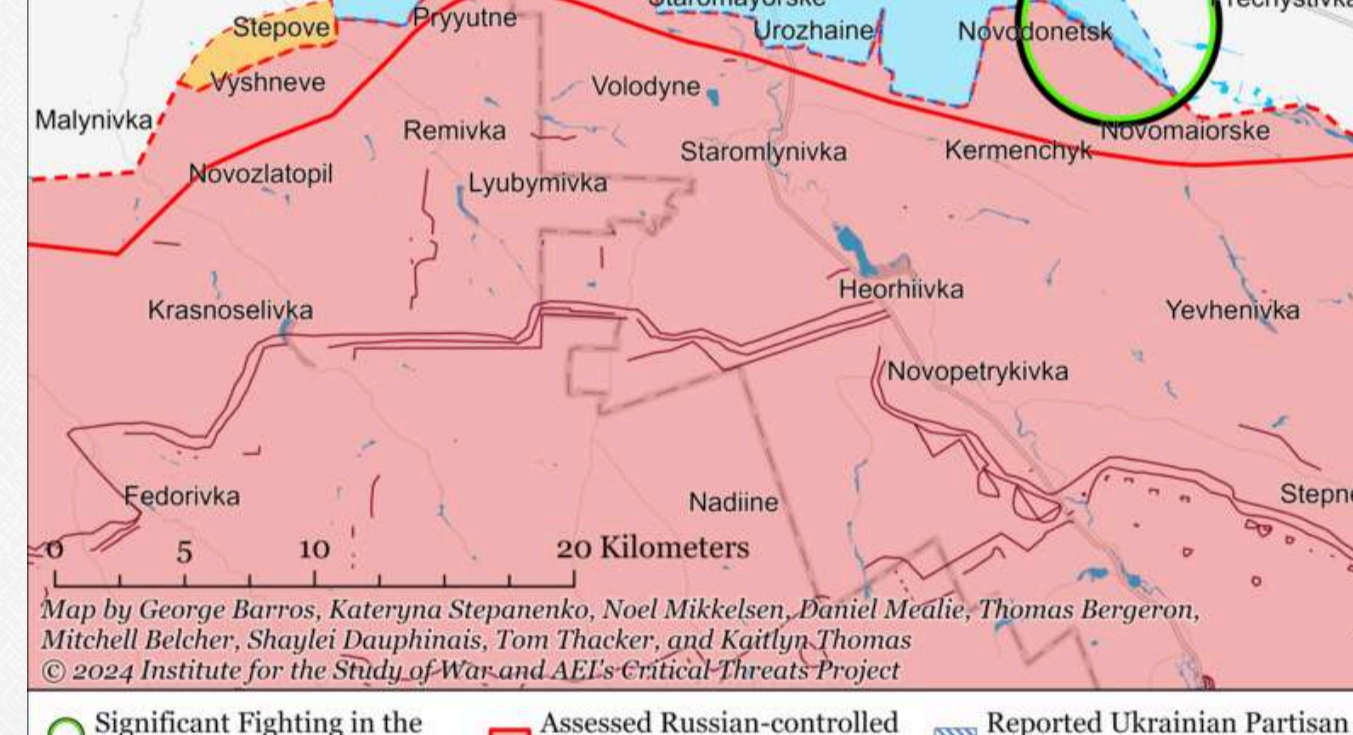 Staromayorske
Prechystivka
Stepove
Pryyutne
Urozhaine
Novodonetsk
Vyshneve
Volodyne
Malynivka
Remivka
Novomaiorske
Staromlynivka
Kermenchyk
Novozlatopil
Lyubymivka
Heorhiivka
Krasnoselivka
Yevhenivka
Novopetrykivka
Fedorivka
Nadiine
Stepne
0 5 10 20 Kilometers
Map by George Barros, Kateryna Stepanenko, Noel Mikkelsen, Daniel Mealie, Thomas Bergeron,
Mitchell Belcher, Shaylei Dauphinais, Tom Thacker, and Kaitlyn Thomas
© 2024 Institute for the Study of War and AEI's Critical Threats Project
Significant Fighting in the
Assessed Russian-controlled
Reported Ukrainian Partisan